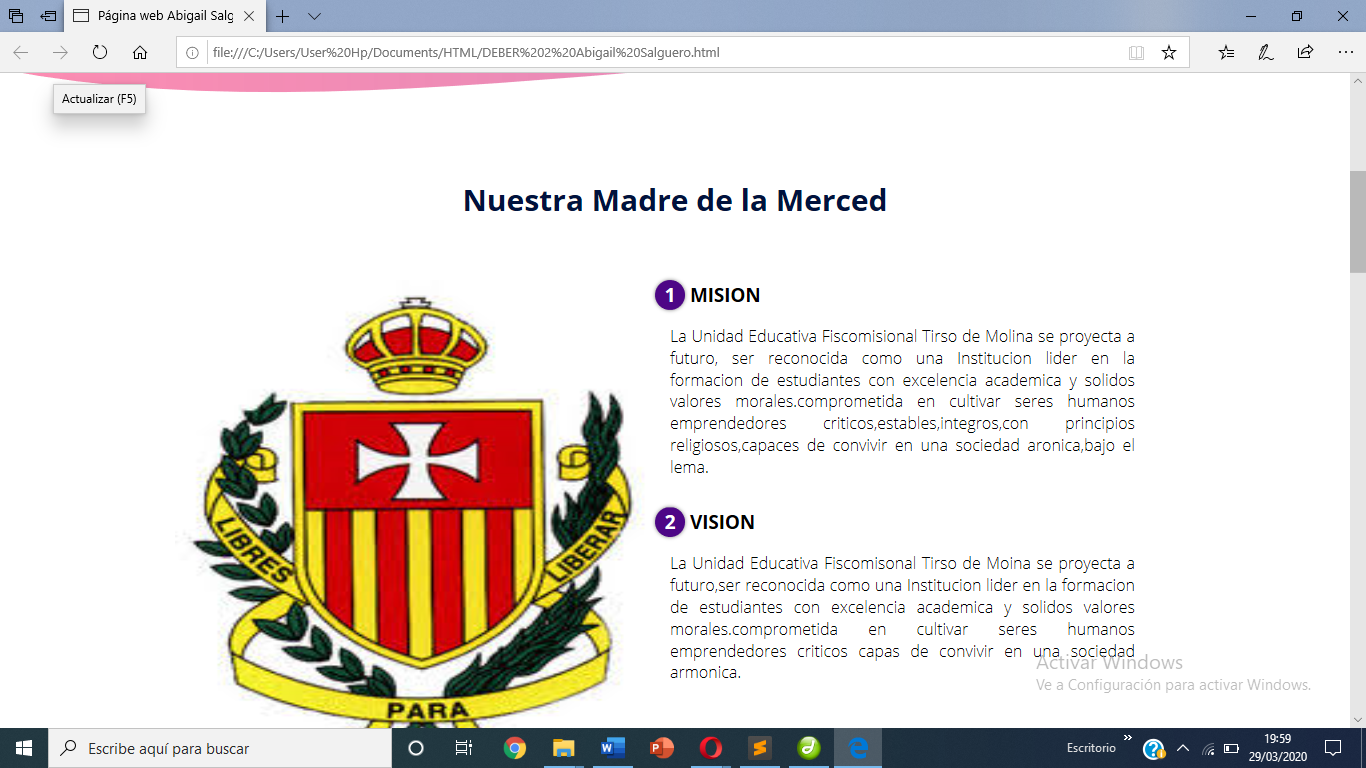 Página web Abigail Salg
file:///C:/Users/User%20Hp/Documents/HTML/DEBER%202%20Abigail%20Salguero.html
Actualizar (F5)
Nuestra Madre de la Merced
LIBRES
LIBERAR
PARA
1 MISION
La Unidad Educativa Fiscomisional Tirso de Molina se proyecta a
futuro, ser reconocida como una Institucion lider en la
formacion de estudiantes con excelencia academica y solidos
valores morales.comprometida en cultivar seres humanos
emprendedores criticos,estables,integros,con principios
religiosos,capaces de convivir en una sociedad aronica,bajo el
lema.
2 VISION
La Unidad Educativa Fiscomisonal Tirso de Moina se proyecta a
futuro,ser reconocida como una Institucion lider en la formacion
de estudiantes con excelencia academica y solidos valores
morales.comprometida en cultivar seres humanos
emprendedores criticos capas de convivir en una sociedad
armonica.
Activar Windows
Ve a Configuración para activar Windows.
Escribe aquí para buscar
Escritorio
19:59
29/03/2020